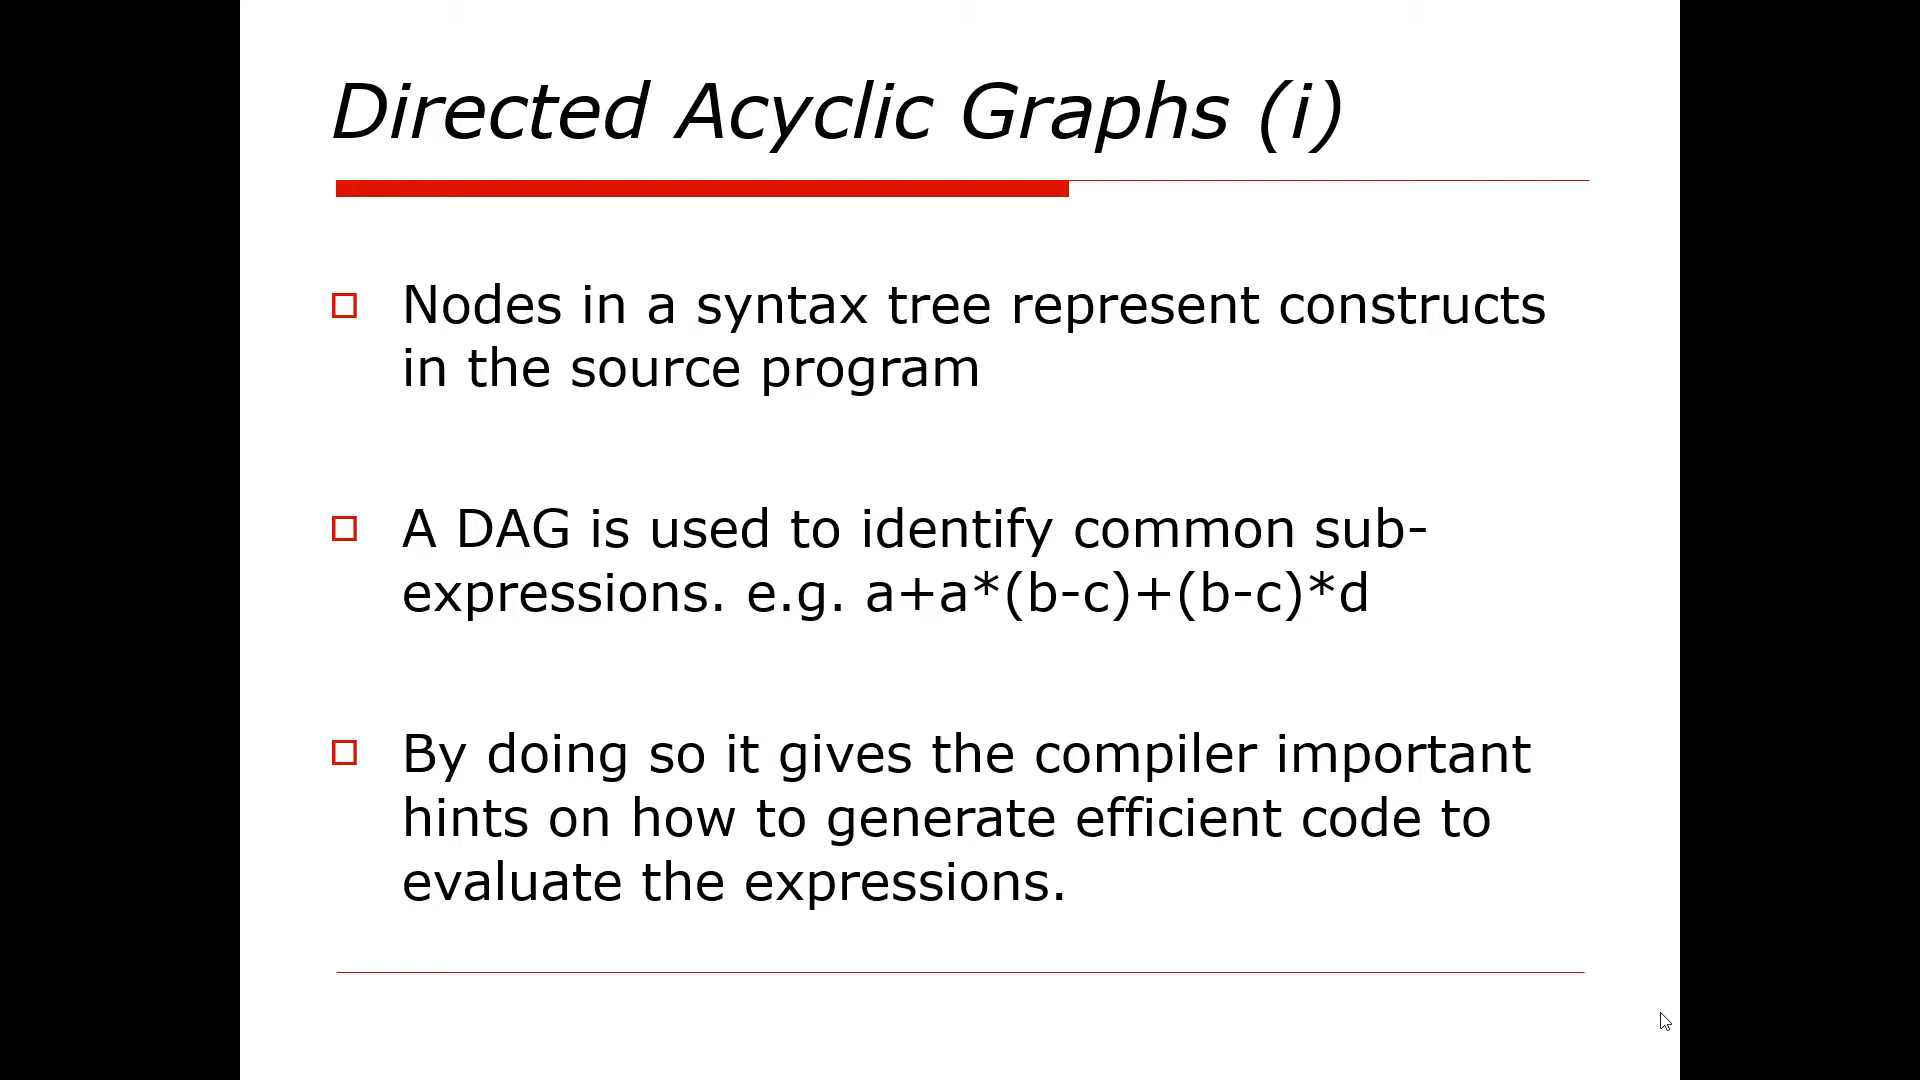 Directed Acyclic Graphs (i)
Nodes in a syntax tree represent constructs
in the source program
A DAG is used to identify common sub-
expressions. e.g. a+a*(b-c)+(b-c)*d
By doing so it gives the compiler important
hints on how to generate efficient code to
evaluate the expressions.